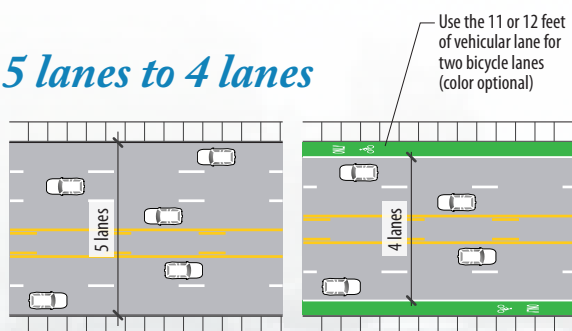 Use the 11 or 12 feet
of vehicular lane for
two bicycle lanes
(color optional)
5 lanes to 4 lanes
5 lanes
4 lanes